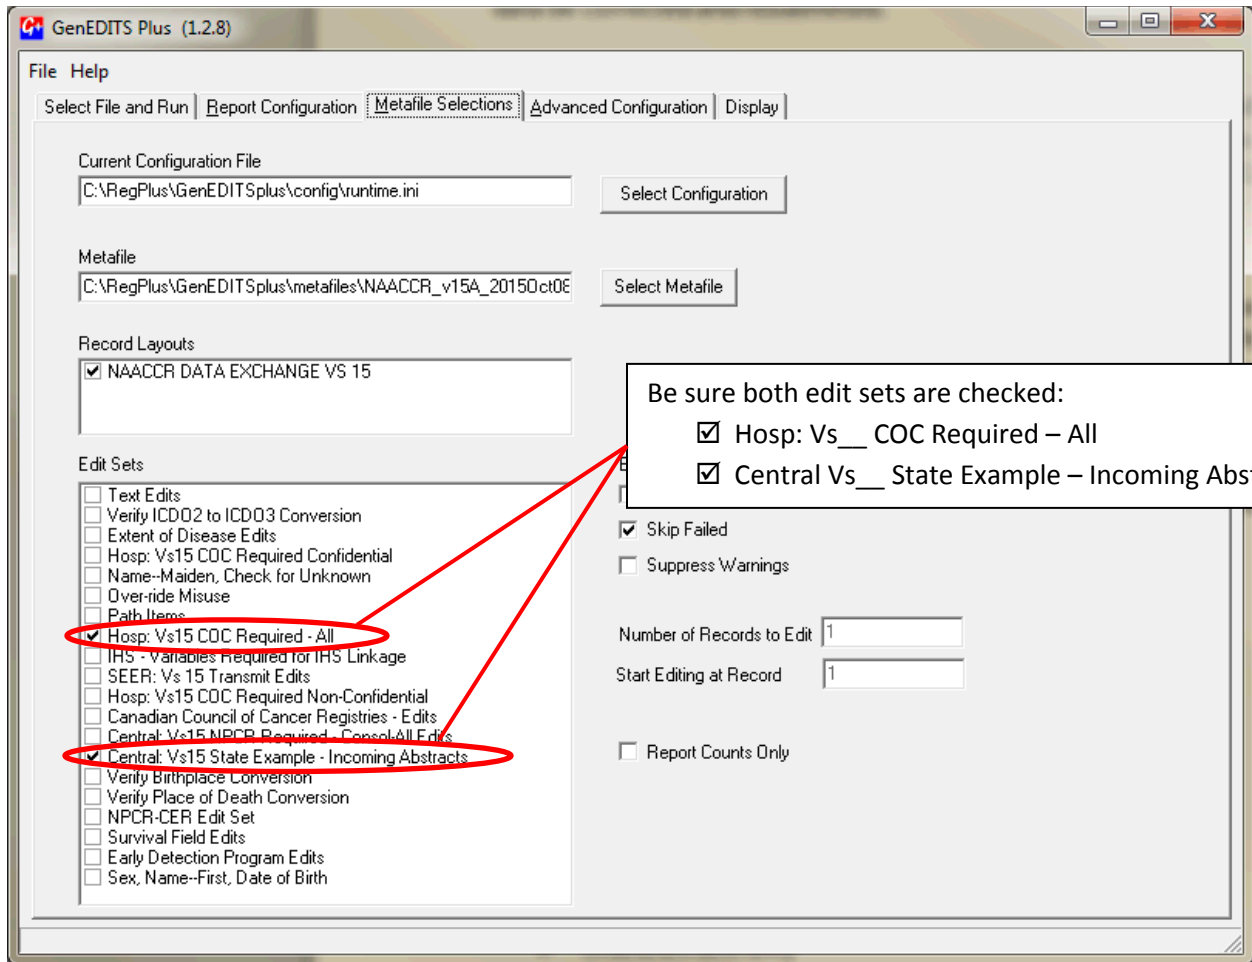 GenEDITS Plus (1.2.8)
File Help
Select File and Run Report Configuration Metafile Selections Advanced Configuration Display
Current Configuration File
C:\RegPlus\GenEDITSplus\config\runtime.ini
Select Configuration
Metafile
C:\RegPlus\GenEDITSplus\metafiles\NAACCR_v15A_2015Oct08
Select Metafile
Record Layouts
NAACCR DATA EXCHANGE VS 15
Be sure both edit sets are checked:
☑ Hosp: Vs__ COC Required – All
☑ Central Vs__ State Example – Incoming Abst
Edit Sets
Text Edits
Verify ICDO2 to ICDO3 Conversion
Extent of Disease Edits
Hosp: Vs15 COC Required Confidential
Name--Maiden, Check for Unknown
Over-ride Misuse
Path Items
Hosp: Vs15 COC Required - All
IHS - Variables Required for IHS Linkage
SEER: Vs 15 Transmit Edits
Hosp: Vs15 COC Required Non-Confidential
Canadian Council of Cancer Registries - Edits
Central: Vs15 NPCR Required - Consol-All Edits
Central: Vs15 State Example - Incoming Abstracts
Verify Birthplace Conversion
Verify Place of Death Conversion
NPCR-CER Edit Set
Survival Field Edits
Early Detection Program Edits
Sex, Name--First, Date of Birth
Skip Failed
Suppress Warnings
Number of Records to Edit 1
Start Editing at Record 1
Report Counts Only